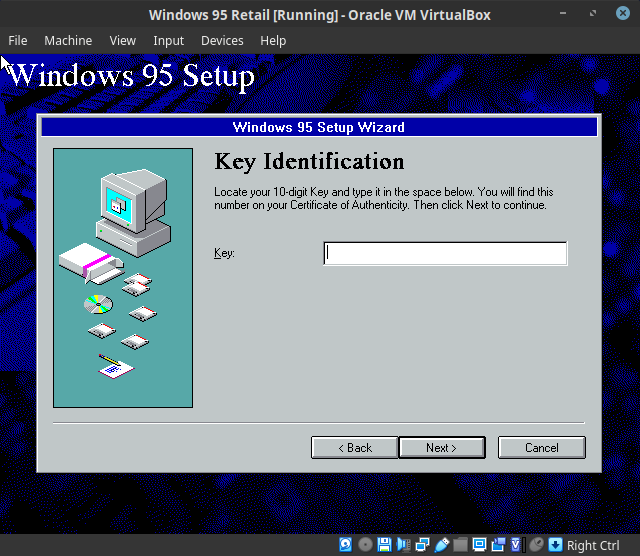 Windows 95 Retail [Running] - Oracle VM VirtualBox
File Machine View Input Devices Help
Windows 95 Setup
Windows 95 Setup Wizard
Key Identification
Locate your 10-digit Key and type it in the space below. You will find this
number on your Certificate of Authenticity. Then click Next to continue.
Key:
< Back Next > Cancel
Right Ctrl